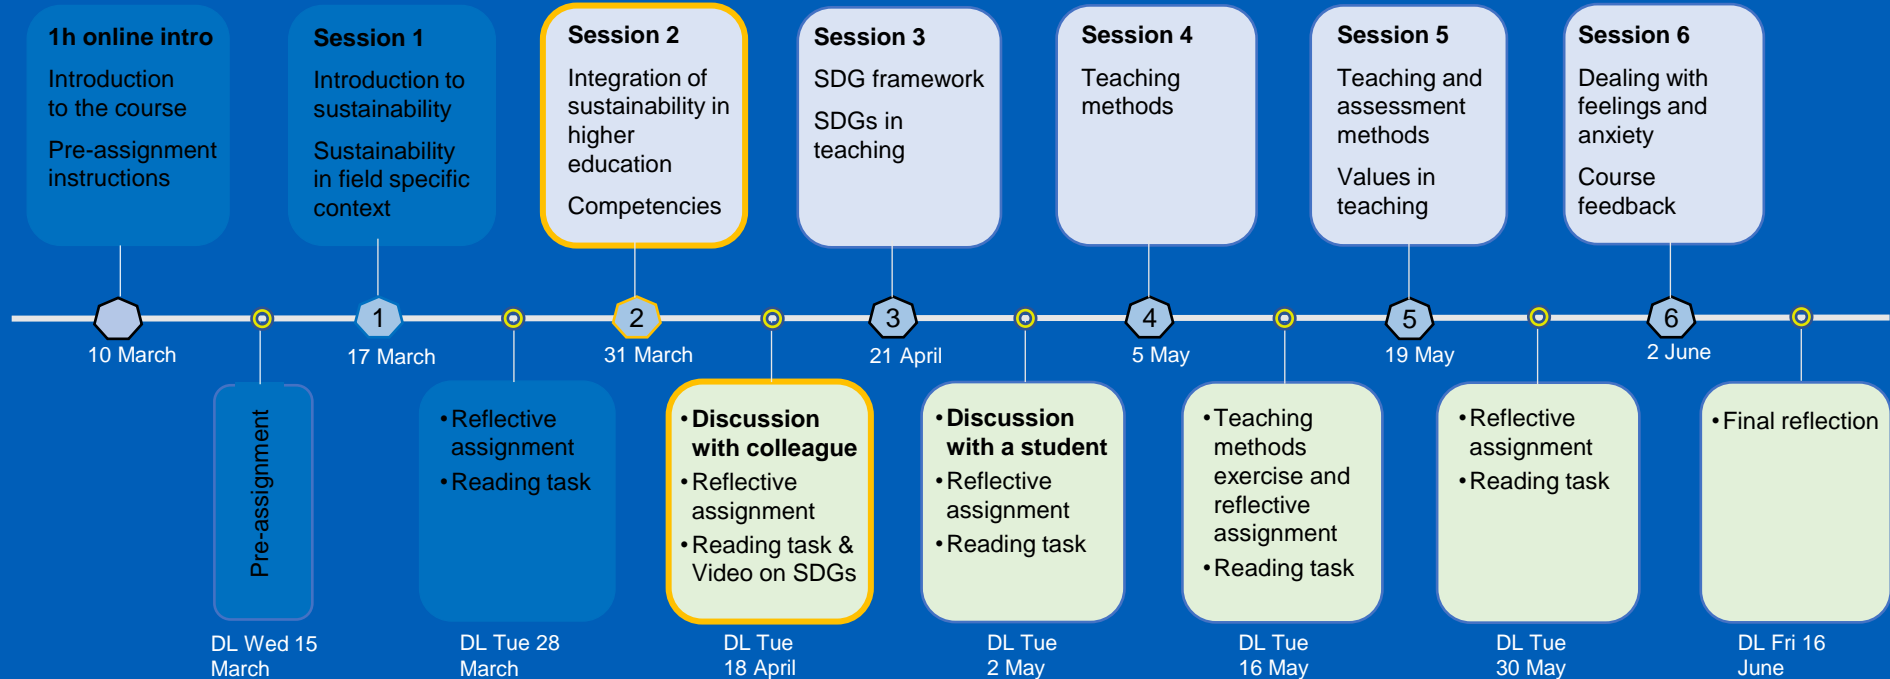 1h online intro
Introduction
to the course
Pre-assignment
instructions
Session 1
Introduction to
sustainability
Sustainability
in field specific
context
Session 2
Integration of
sustainability in
higher
education
Competencies
Session 3
SDG framework
SDGs in
teaching
Session 4
Teaching
methods
Session 5
Teaching and
assessment
methods
Values in
teaching
Session 6
Dealing with
feelings and
anxiety
Course
feedback
1
2
3
4
5
6
10 March
17 March
31 March
21 April
5 May
19 May
2 June
Pre-assignment
•Reflective
assignment
•Reading task
•Discussion
with colleague
•Reflective
assignment
•Reading task &
Video on SDGs
•Discussion
with a student
•Reflective
assignment
•Reading task
•Teaching
methods
exercise and
reflective
assignment
•Reading task
•Reflective
assignment
•Reading task
•Final reflection
DL Wed 15
March
DL Tue 28
March
DL Tue
18 April
DL Tue
2 May
DL Tue
16 May
DL Tue
30 May
DL Fri 16
June